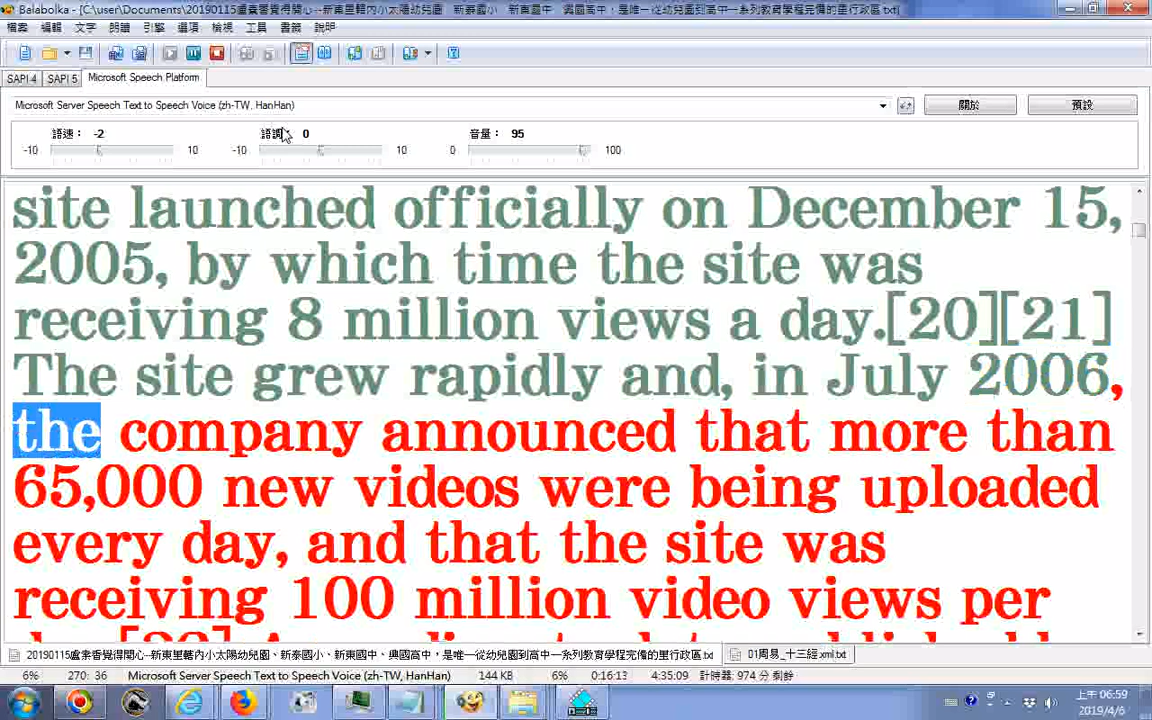 Balabolka - [C:\user\Documents\20190115盧紊香覺得開心--新東里轄內小太陽幼兒園 新泰國小 新東國中 興國高中,是唯一從幼兒園到高中一系列教育學程完備的里行政區.txt]
檔案 編輯 文字 朗讀 引擎 選項 檢視 工具 書籤 說明
SAPI 4 SAPI 5 Microsoft Speech Platform
Microsoft Server Speech Text to Speech Voice (zh-TW, HanHan) 關於 預設
語速: -2 語調: 0 音量: 95
-10 10 -10 10 0 100
site launched officially on December 15,
2005, by which time the site was
receiving 8 million views a day.[20][21]
The site grew rapidly and, in July 2006,
the company announced that more than
65,000 new videos were being uploaded
every day, and that the site was
receiving 100 million video views per
20190115盧紊香覺得開心--新東里轄內小太陽幼兒園、新泰國小、新東國中、興國高中,是唯一從幼兒園到高中一系列教育學程完備的里行政區.txt 01周易_十三經.xml.txt
6% 270: 36 Microsoft Server Speech Text to Speech Voice (zh-TW, HanHan) 144 KB 6% 0:16:13 4:35:09 計時器: 974 分 剩餘
上午 06:59
2019/4/6